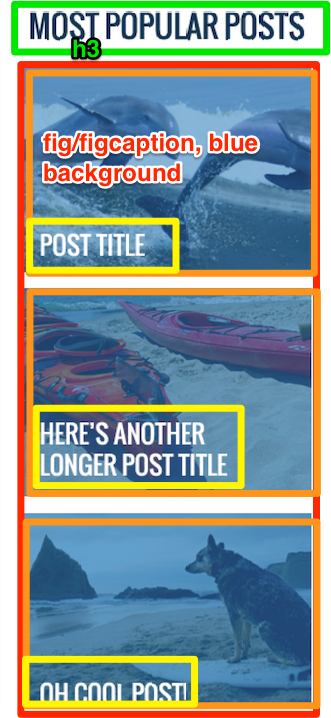 MOST POPULAR POSTS
h3
fig/figcaption, blue
background
POST TITLE
HERE'S ANOTHER
LONGER POST TITLE
OH COOL POST!